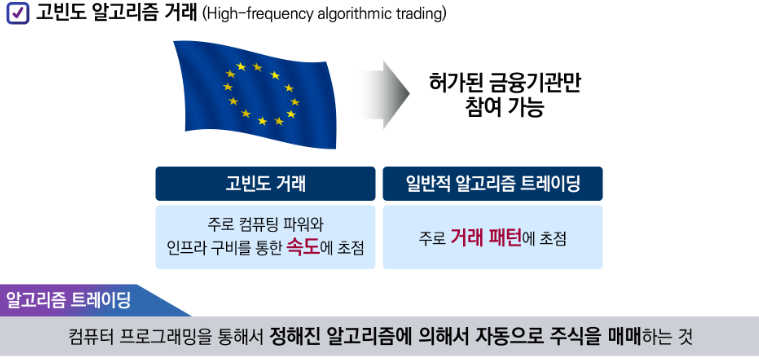 고빈도 알고리즘 거래 (High-frequency algorithmic trading)
허가된 금융기관만
참여 가능
고빈도 거래
주로 컴퓨팅 파워와
인프라 구비를 통한 속도에 초점
일반적 알고리즘 트레이딩
주로 거래 패턴에 초점
알고리즘 트레이딩
컴퓨터 프로그래밍을 통해서 정해진 알고리즘에 의해서 자동으로 주식을 매매하는 것